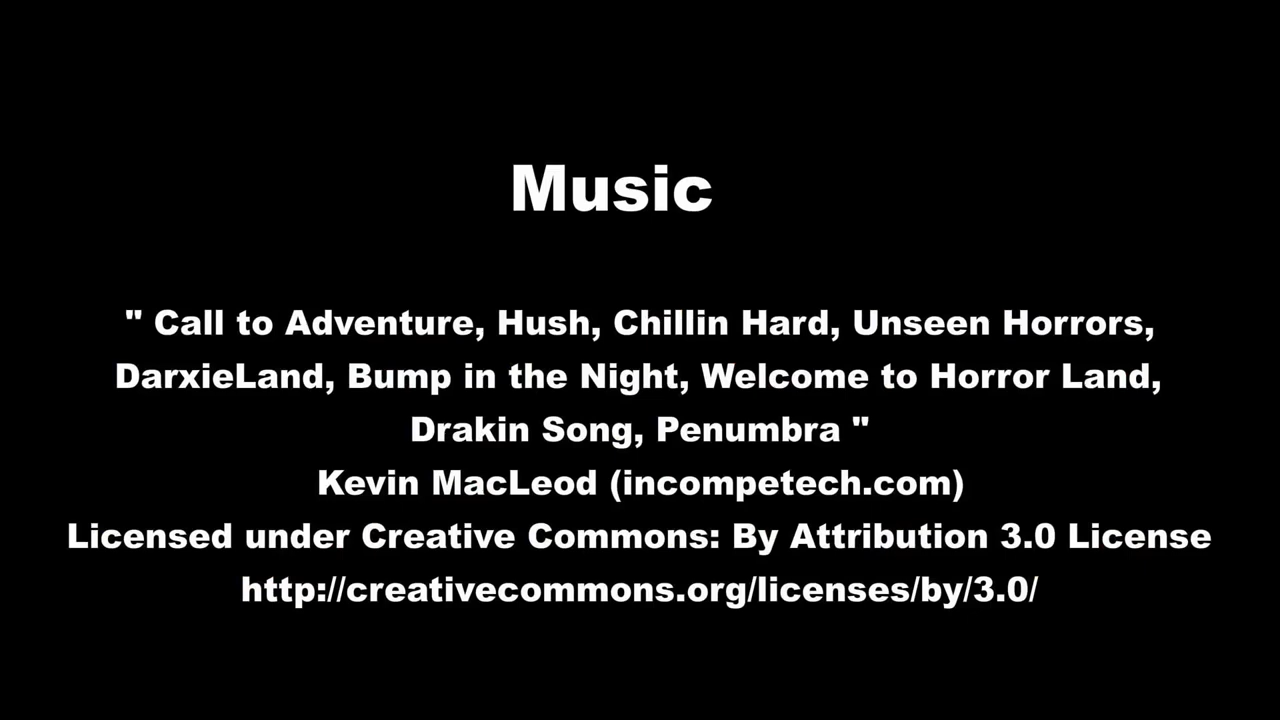 Music
" Call to Adventure, Hush, Chillin Hard, Unseen Horrors,
DarxieLand, Bump in the Night, Welcome to Horror Land,
Drakin Song, Penumbra "
Kevin MacLeod (incompetech.com)
Licensed under Creative Commons: By Attribution 3.0 License
http://creativecommons.org/licenses/by/3.0/